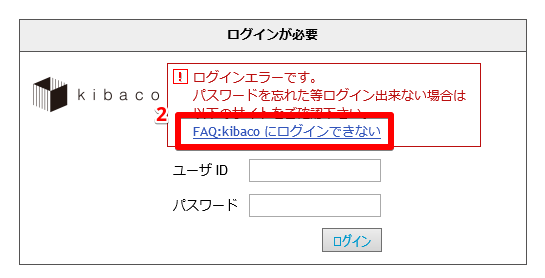 ログインが必要
kibaco
ログインエラーです。
パスワードを忘れた等ログイン出来ない場合は
以下のサイトをご確認下さい。
2
FAQ:kibaco にログインできない
ユーザ ID
パスワード
ログイン